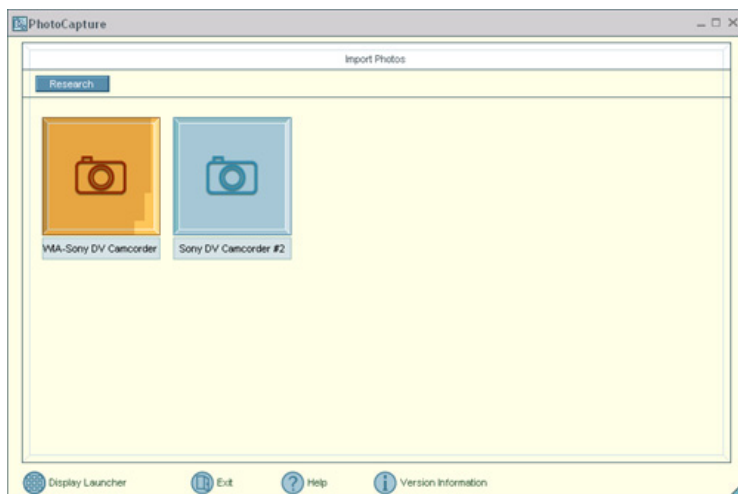 PhotoCapture
Import Photos
Research
WIA-Sony DV Camcorder
Sony DV Camcorder #2
Display Launcher
Exit
Help
Version Information